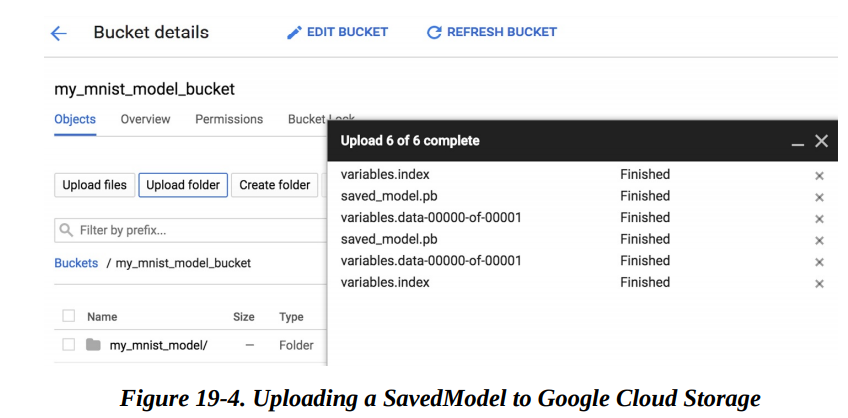 Bucket details
EDIT BUCKET
REFRESH BUCKET
my_mnist_model_bucket
Objects Overview Permissions Bucket Lock
Upload 6 of 6 complete
variables.index Finished
saved_model.pb Finished
variables.data-00000-of-00001 Finished
saved_model.pb Finished
variables.data-00000-of-00001 Finished
variables.index Finished
Upload files Upload folder Create folder
Filter by prefix...
Buckets / my_mnist_model_bucket
Name Size Type
my_mnist_model/ — Folder
Figure 19-4. Uploading a SavedModel to Google Cloud Storage